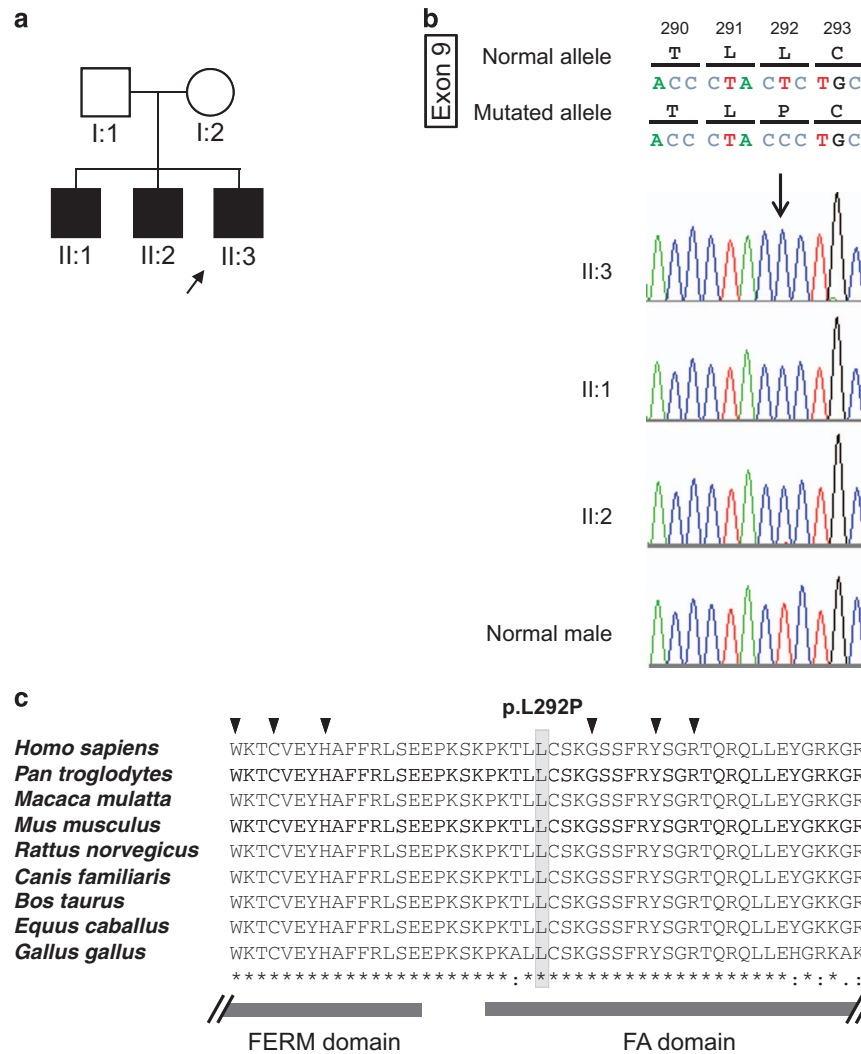 a
I:1
I:2
II:1
II:2
II:3
b
Exon 9
290 291 292 293
Normal allele
T L L C
ACC CTA CTC TGC
Mutated allele
T L P C
ACC CTA CCC TGC
II:3
II:1
II:2
Normal male
c
p.L292P
Homo sapiens WKTCVEYHAFFRLSEEPKSKPKTLLCSKGSSFRYSGRTQRQLLEYGRKGR
Pan troglodytes WKTCVEYHAFFRLSEEPKSKPKTLLCSKGSSFRYSGRTQRQLLEYGRKGR
Macaca mulatta WKTCVEYHAFFRLSEEPKSKPKTLLCSKGSSFRYSGRTQRQLLEYGRKGR
Mus musculus WKTCVEYHAFFRLSEEPKSKPKTLLCSKGSSFRYSGRTQRQLLEYGKKGR
Rattus norvegicus WKTCVEYHAFFRLSEEPKSKPKTLLCSKGSSFRYSGRTQRQLLEYGKKGR
Canis familiaris WKTCVEYHAFFRLSEEPKSKPKTLLCSKGSSFRYSGRTQRQLLEYGRKGR
Bos taurus WKTCVEYHAFFRLSEEPKSKPKTLLCSKGSSFRYSGRTQRQLLEYGRKGR
Equus caballus WKTCVEYHAFFRLSEEPKSKPKTLLCSKGSSFRYSGRTQRQLLEYGRKGR
Gallus gallus WKTCVEYHAFFRLSEEPKSKPKALLCSKGSSFRYSGRTQRQLLEHGRKAK
**********************:*********************:*:*.:
FERM domain
FA domain